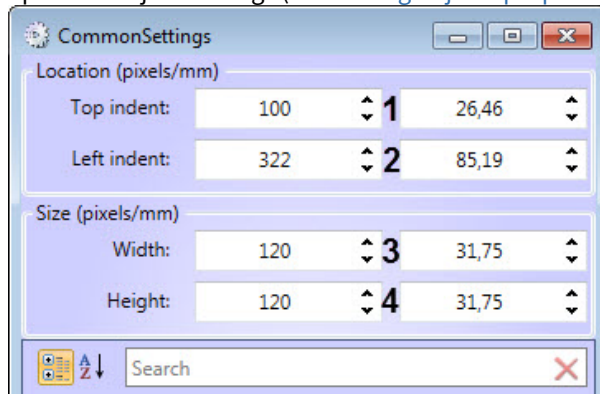 CommonSettings
Location (pixels/mm)
Top indent: 100 1 26,46
Left indent: 322 2 85,19
Size (pixels/mm)
Width: 120 3 31,75
Height: 120 4 31,75
A Z Search